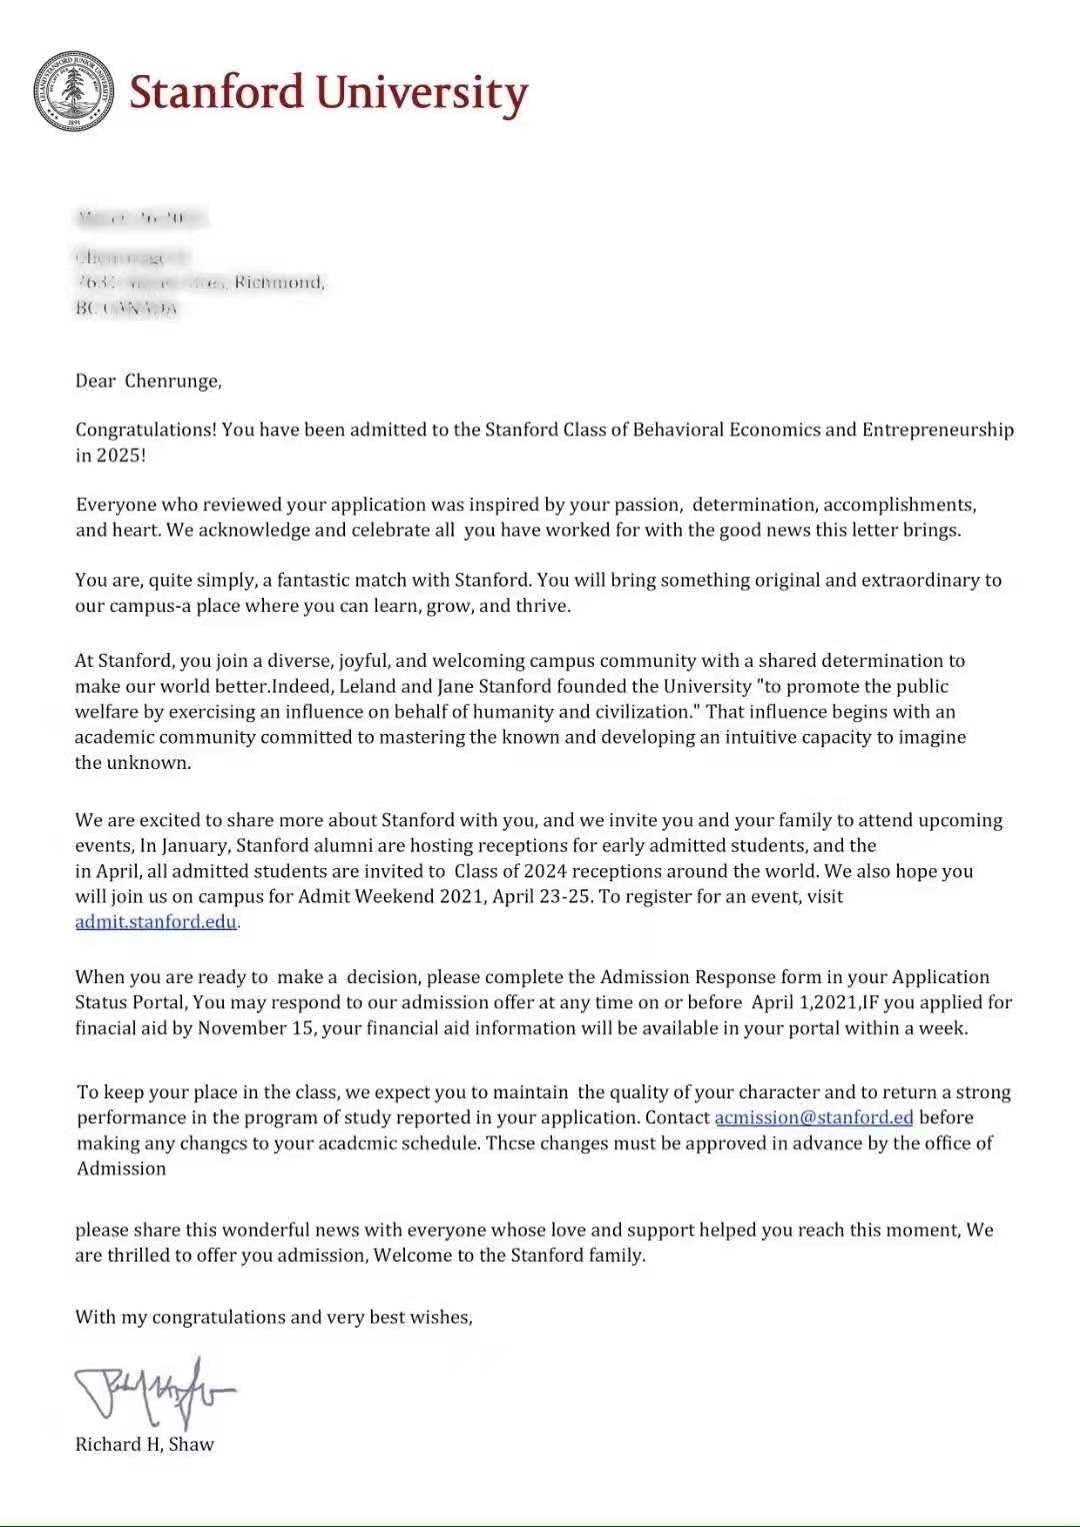 Stanford University
Richmond,
Dear Chenrunge,
Congratulations! You have been admitted to the Stanford Class of Behavioral Economics and Entrepreneurship
in 2025!
Everyone who reviewed your application was inspired by your passion, determination, accomplishments,
and heart. We acknowledge and celebrate all you have worked for with the good news this letter brings.
You are, quite simply, a fantastic match with Stanford. You will bring something original and extraordinary to
our campus-a place where you can learn, grow, and thrive.
At Stanford, you join a diverse, joyful, and welcoming campus community with a shared determination to
make our world better.Indeed, Leland and Jane Stanford founded the University "to promote the public
welfare by exercising an influence on behalf of humanity and civilization." That influence begins with an
academic community committed to mastering the known and developing an intuitive capacity to imagine
the unknown.
We are excited to share more about Stanford with you, and we invite you and your family to attend upcoming
events, In January, Stanford alumni are hosting receptions for early admitted students, and the
in April, all admitted students are invited to Class of 2024 receptions around the world. We also hope you
will join us on campus for Admit Weekend 2021, April 23-25. To register for an event, visit
admit.stanford.edu.
When you are ready to make a decision, please complete the Admission Response form in your Application
Status Portal, You may respond to our admission offer at any time on or before April 1,2021,IF you applied for
finacial aid by November 15, your financial aid information will be available in your portal within a week.
To keep your place in the class, we expect you to maintain the quality of your character and to return a strong
performance in the program of study reported in your application. Contact acmission@stanford.ed before
making any changcs to your acadcmic schedule. Thcse changes must be approved in advance by the office of
Admission
please share this wonderful news with everyone whose love and support helped you reach this moment, We
are thrilled to offer you admission, Welcome to the Stanford family.
With my congratulations and very best wishes,
Richard H, Shaw